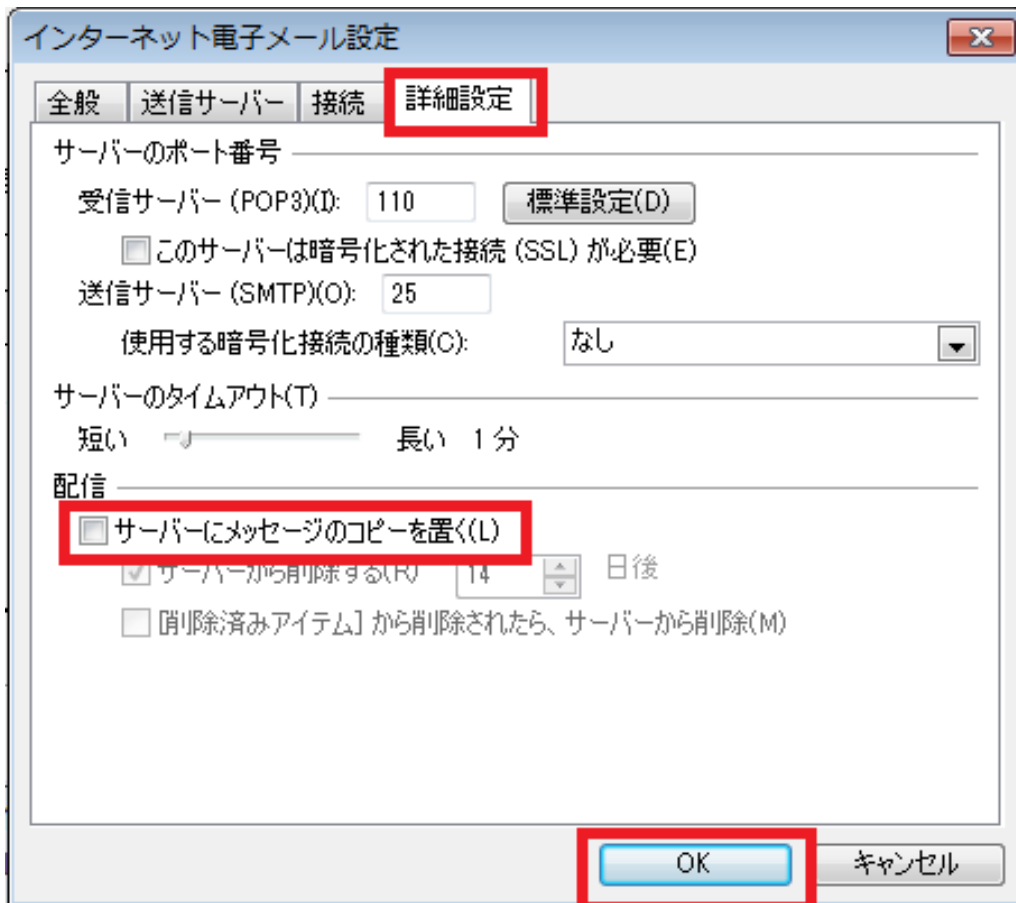 インターネット電子メール設定
全般 送信サーバー 接続 詳細設定
サーバーのポート番号
受信サーバー (POP3)(I): 110 標準設定(D)
このサーバーは暗号化された接続 (SSL) が必要(E)
送信サーバー (SMTP)(O): 25
使用する暗号化接続の種類(C): なし
サーバーのタイムアウト(T)
短い 長い 1 分
配信
サーバーにメッセージのコピーを置く(L)
サーバーから削除する(R) 14 日後
[削除済みアイテム] から削除されたら、サーバーから削除(M)
OK キャンセル